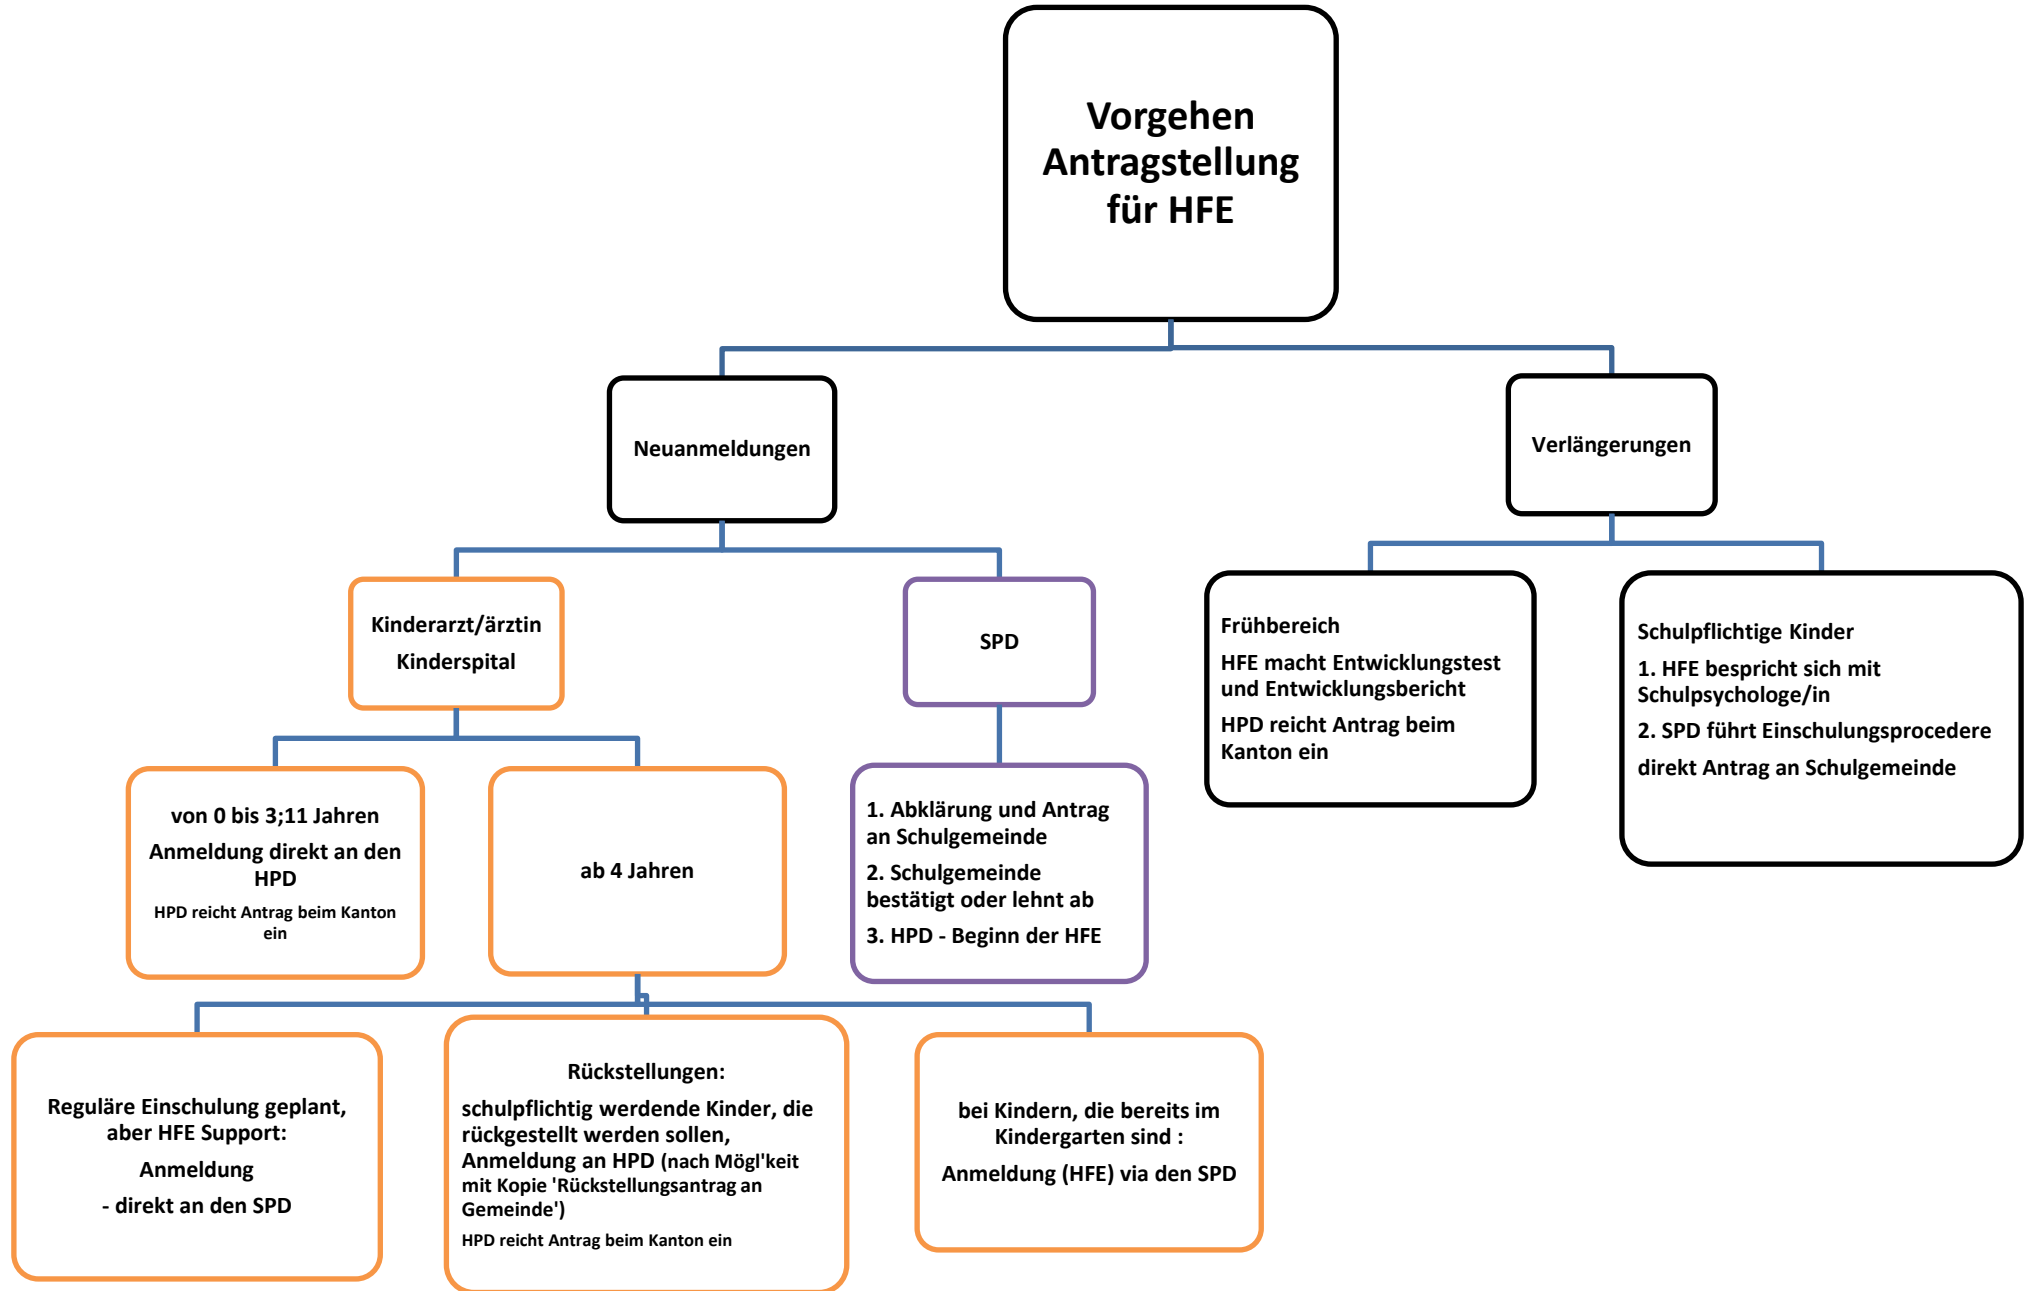 Vorgehen
Antragstellung
für HFE
Neuanmeldungen
Verlängerungen
Kinderarzt/ärztin
Kinderspital
SPD
Frühbereich
HFE macht Entwicklungstest
und Entwicklungsbericht
HPD reicht Antrag beim
Kanton ein
Schulpflichtige Kinder
1. HFE bespricht sich mit
Schulpsychologe/in
2. SPD führt Einschulungsprocedere
direkt Antrag an Schulgemeinde
von 0 bis 3;11 Jahren
Anmeldung direkt an den
HPD
HPD reicht Antrag beim Kanton
ein
ab 4 Jahren
1. Abklärung und Antrag
an Schulgemeinde
2. Schulgemeinde
bestätigt oder lehnt ab
3. HPD - Beginn der HFE
Reguläre Einschulung geplant,
aber HFE Support:
Anmeldung
- direkt an den SPD
Rückstellungen:
schulpflichtig werdende Kinder, die
rückgestellt werden sollen,
Anmeldung an HPD (nach Mögl'keit
mit Kopie 'Rückstellungsantrag an
Gemeinde')
HPD reicht Antrag beim Kanton ein
bei Kindern, die bereits im
Kindergarten sind :
Anmeldung (HFE) via den SPD